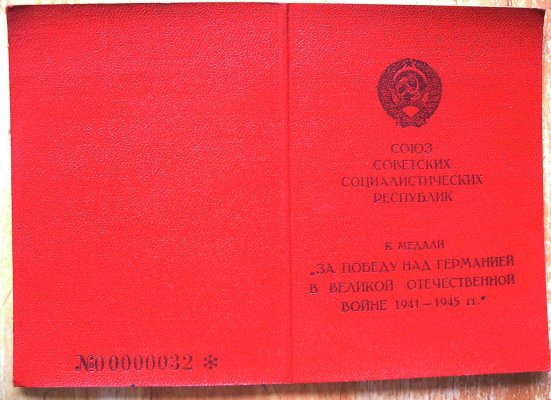 №00000032 *
СОЮЗ
СОВЕТСКИХ
СОЦИАЛИСТИЧЕСКИХ
РЕСПУБЛИК
К МЕДАЛИ
„ЗА ПОБЕДУ НАД ГЕРМАНИЕЙ
В ВЕЛИКОЙ ОТЕЧЕСТВЕННОЙ
ВОЙНЕ 1941—1945 гг.“